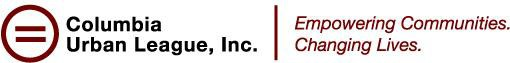 Columbia
Urban League, Inc.
Empowering Communities.
Changing Lives.